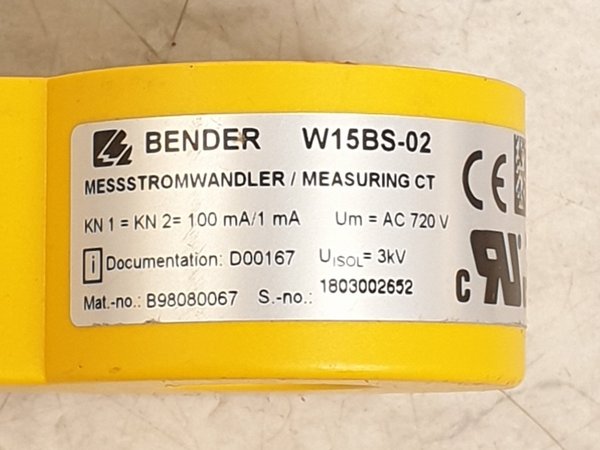 BENDER W15BS-02
MESSSTROMWANDLER / MEASURING CT
KN 1 = KN 2= 100 mA/1 mA Um = AC 720 V
i Documentation: D00167 UISOL= 3kV
Mat.-no.: B98080067 S.-no.: 1803002652
CE
c RU